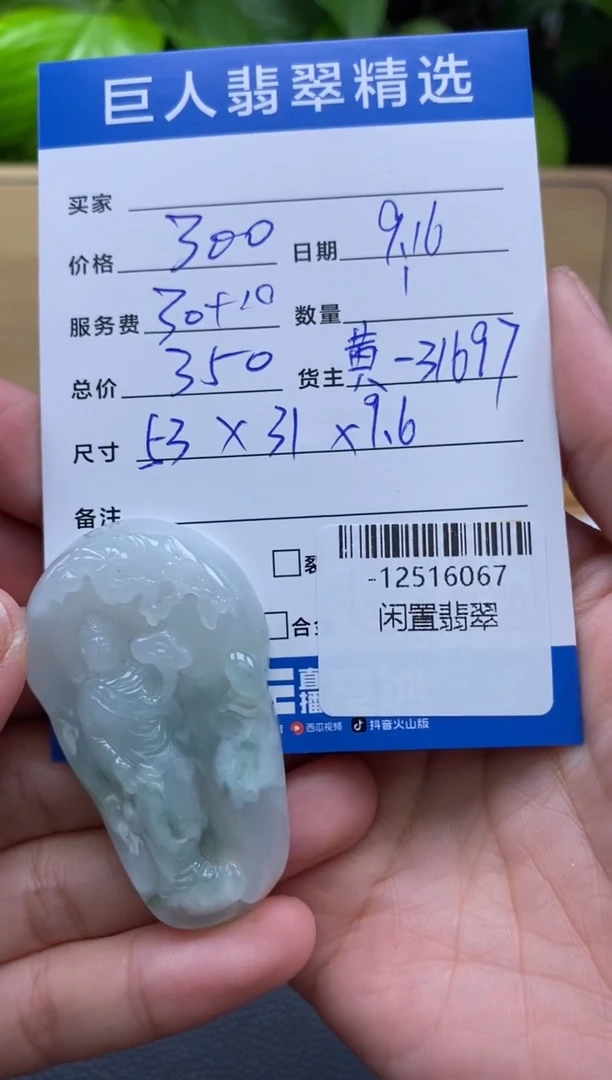 巨人翡翠精选
买家
价格 300 日期 9.16
服务费 30+10 数量 1
总价 350 货主 黄-31697
尺寸 53 x 31 x 9.6
备注
-12516067
闲置翡翠
直播
西瓜视频 抖音火山版